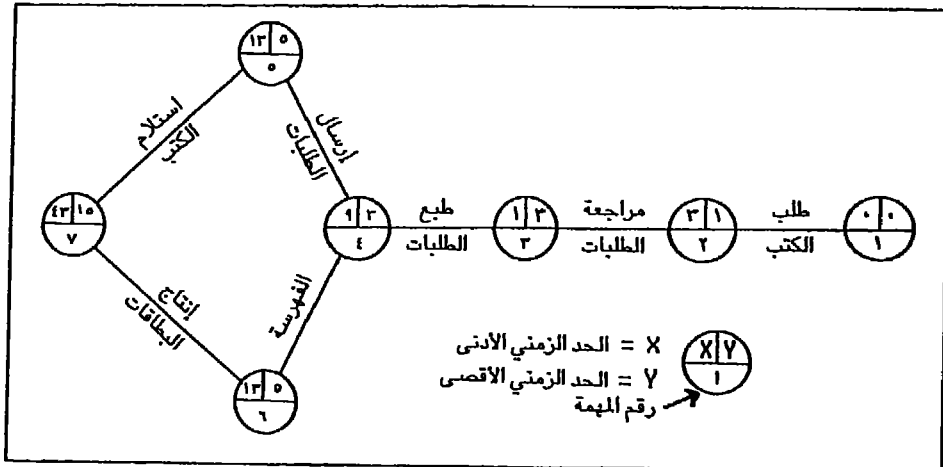 ١٣ ٥
٥
استلام
الكتب
إرسال
الطلبات
٤٣ ١٥
٧
٩ ٢
٤
طبع
الطلبات
١ ٣
٣
مراجعة
الطلبات
٣ ١
٢
طلب
الكتب
٠ ٠
١
إنتاج
البطاقات
الفهرسة
١٣ ٥
٦
X Y
١
X = الحد الزمني الأدنى
Y = الحد الزمني الأقصى
رقم المهمة